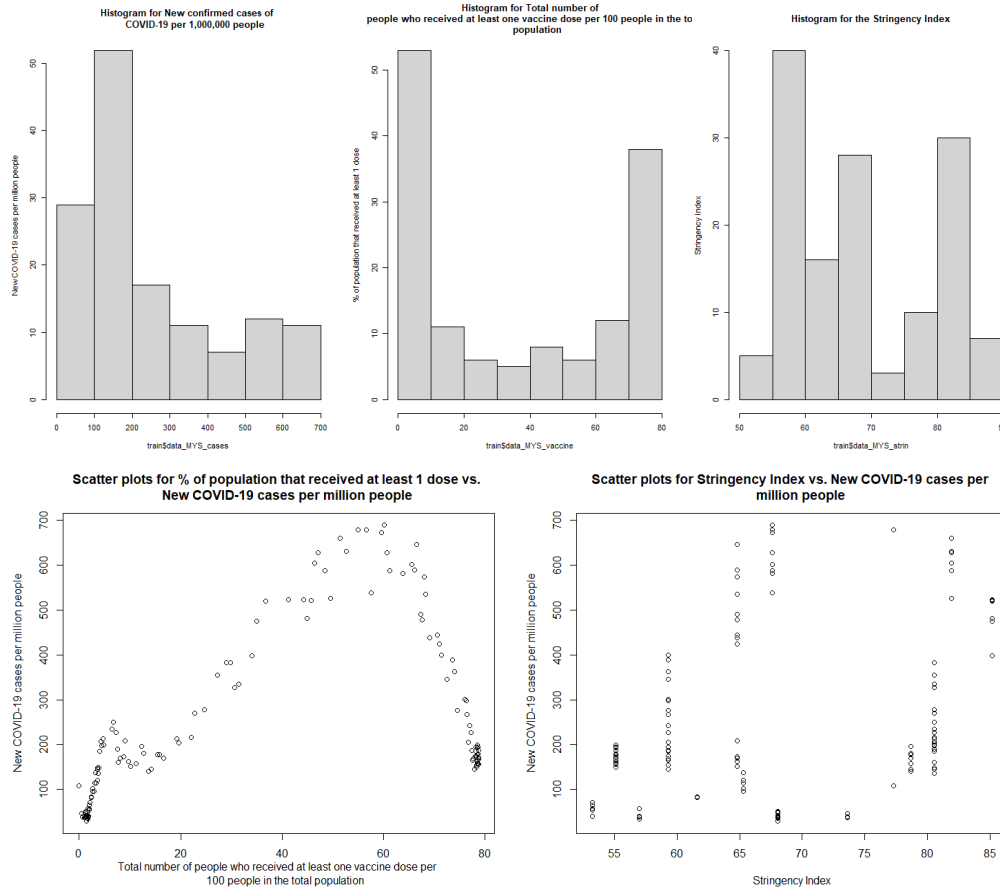 Histogram for New confirmed cases of
COVID-19 per 1,000,000 people
New COVID-19 cases per million people
0 10 20 30 40 50
0 100 200 300 400 500 600 700
train$data_MYS_cases
Histogram for Total number of
people who received at least one vaccine dose per 100 people in the to
population
% of population that received at least 1 dose
0 10 20 30 40 50
0 20 40 60 80
train$data_MYS_vaccine
Histogram for the Stringency Index
Stringency Index
0 10 20 30 40
50 60 70 80 9
train$data_MYS_strin
Scatter plots for % of population that received at least 1 dose vs.
New COVID-19 cases per million people
New COVID-19 cases per million people
100 200 300 400 500 600 700
0 20 40 60 80
Total number of people who received at least one vaccine dose per
100 people in the total population
Scatter plots for Stringency Index vs. New COVID-19 cases per
million people
New COVID-19 cases per million people
100 200 300 400 500 600 700
55 60 65 70 75 80 85
Stringency Index